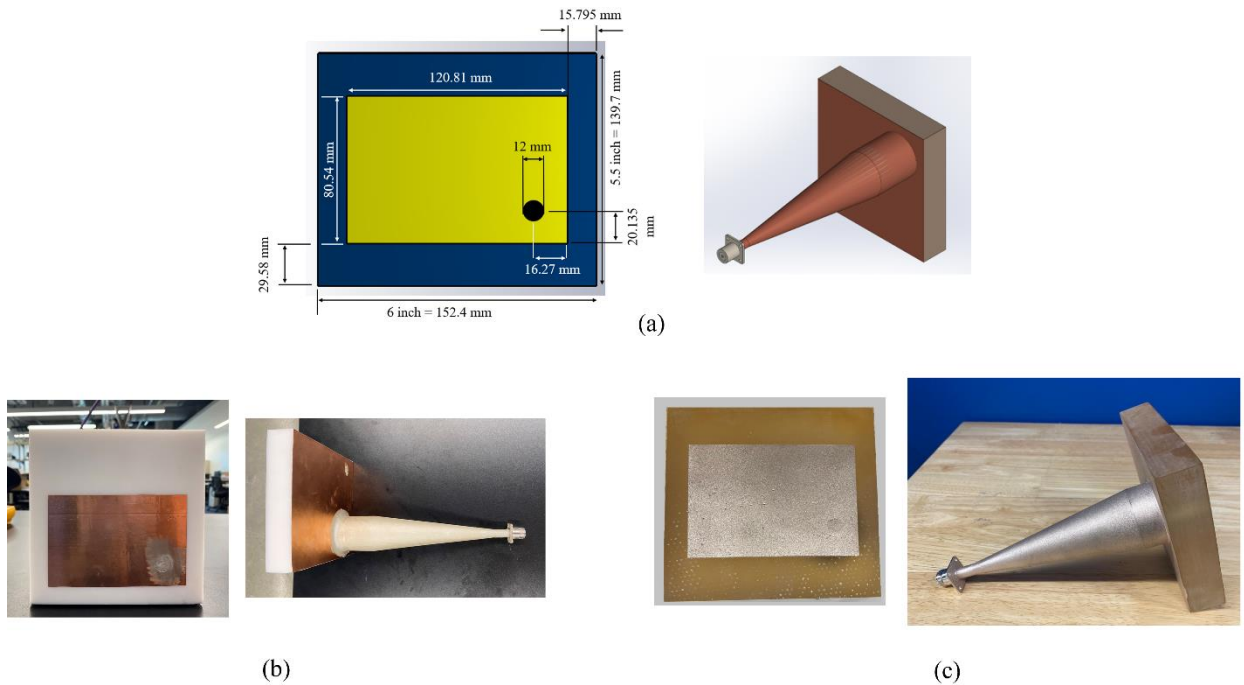 15.795 mm
120.81 mm
5.5 inch = 139.7 mm
12 mm
80.54 mm
20.135
mm
16.27 mm
29.58 mm
6 inch = 152.4 mm
(a)
(b)
(c)